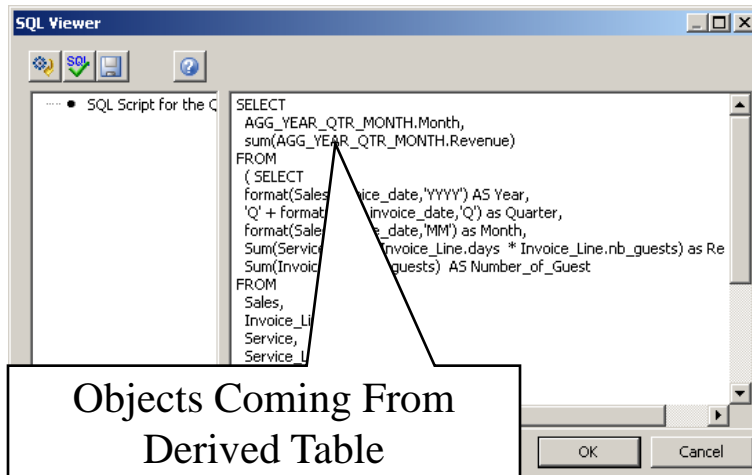 SQL Viewer
SQL
SQL Script for the Q
SELECT
AGG_YEAR_QTR_MONTH.Month,
sum(AGG_YEAR_QTR_MONTH.Revenue)
FROM
( SELECT
format(Sales ice_date,'YYYY') AS Year,
'Q' + format invoice_date,'Q') as Quarter,
format(Sale e_date,'MM') as Month,
Sum(Service Invoice_Line.days * Invoice_Line.nb_guests) as Re
Sum(Invoic guests) AS Number_of_Guest
FROM
Sales,
Invoice_Li
Service,
Service_L
Objects Coming From
Derived Table
OK Cancel